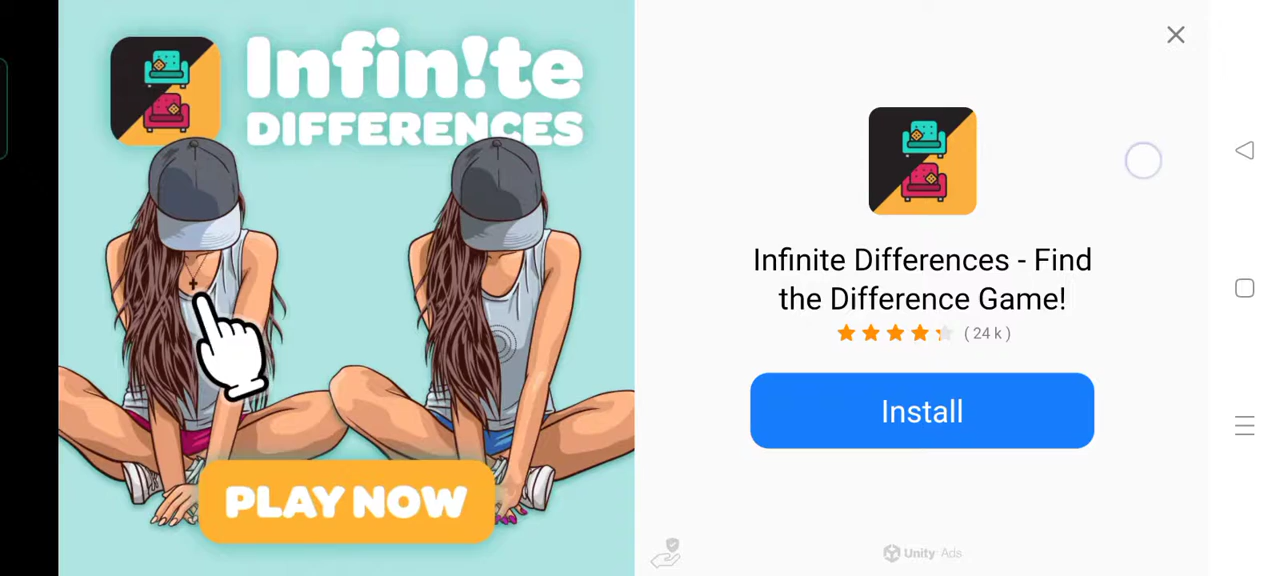 Infin!te
DIFFERENCES
PLAY NOW
Infinite Differences - Find
the Difference Game!
( 24 k )
Install
Unity Ads